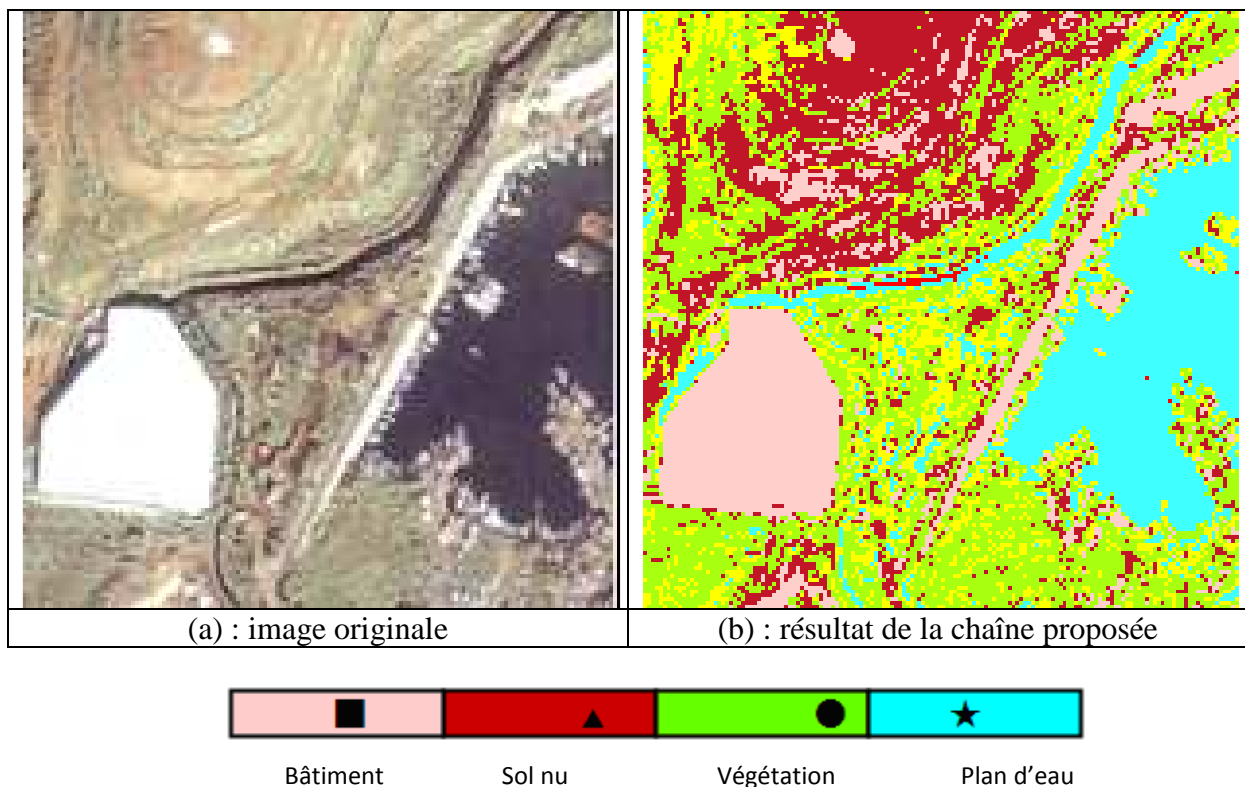 (a) : image originale
(b) : résultat de la chaîne proposée
Bâtiment
Sol nu
Végétation
Plan d’eau